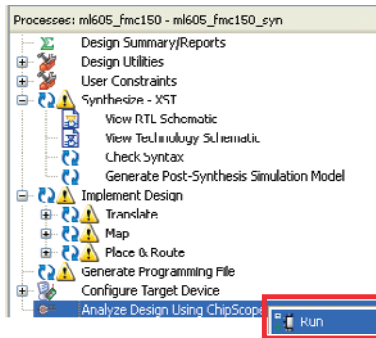 Processes: ml605_fmc150 - ml605_fmc150_syn
Design Summary/Reports
Design Utilities
User Constraints
Synthesize - XST
View RTL Schematic
View Technology Schematic
Check Syntax
Generate Post-Synthesis Simulation Model
Implement Design
Translate
Map
Place & Route
Generate Programming File
Configure Target Device
Analyze Design Using ChipScope
Run